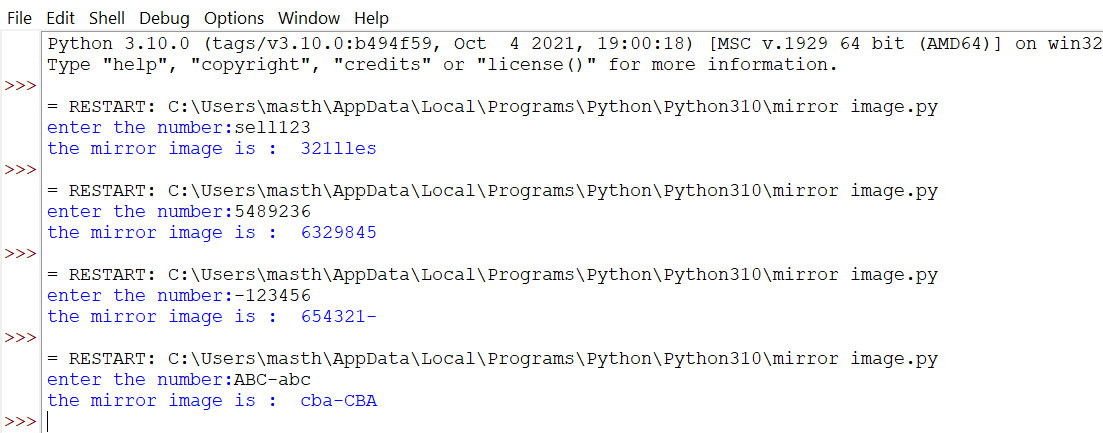 File Edit Shell Debug Options Window Help
Python 3.10.0 (tags/v3.10.0:b494f59, Oct  4 2021, 19:00:18) [MSC v.1929 64 bit (AMD64)] on win32
Type "help", "copyright", "credits" or "license()" for more information.
>>>
= RESTART: C:\Users\masth\AppData\Local\Programs\Python\Python310\mirror image.py
enter the number:sell123
the mirror image is :  321lles
>>>
= RESTART: C:\Users\masth\AppData\Local\Programs\Python\Python310\mirror image.py
enter the number:5489236
the mirror image is :  6329845
>>>
= RESTART: C:\Users\masth\AppData\Local\Programs\Python\Python310\mirror image.py
enter the number:-123456
the mirror image is :  654321-
>>>
= RESTART: C:\Users\masth\AppData\Local\Programs\Python\Python310\mirror image.py
enter the number:ABC-abc
the mirror image is :  cba-CBA
>>>